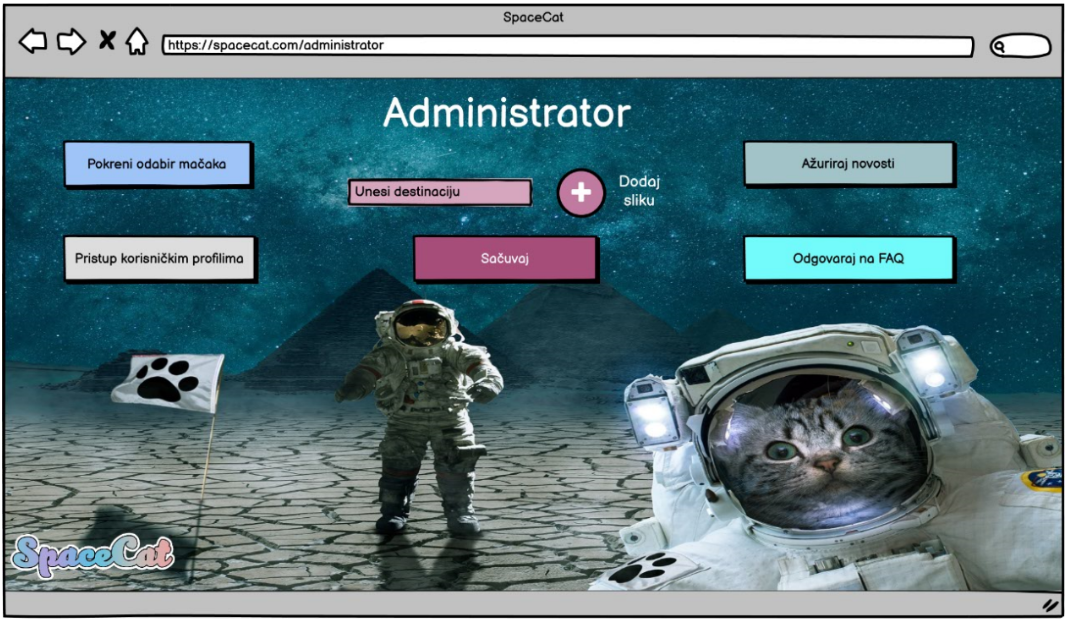 SpaceCat
https://spacecat.com/administrator
Administrator
Pokreni odabir mačaka
Ažuriraj novosti
Unesi destinaciju
Dodaj
sliku
Pristup korisničkim profilima
Sačuvaj
Odgovaraj na FAQ
SpaceCat